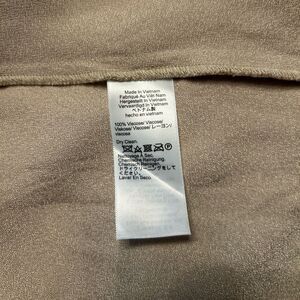 Made in Vietnam
Fabriqué Au Viêt Nam
Hergestellt in Vietnam
Vervaardigd in Vietnam
ベトナム製
hecho en vietnam
100% Viscose/ Viscose/
Viskose/ Viscose/ レーヨン/
viscosa
Dry Clean
Nettoyage À Sec.
Chemische Reinigung.
Chemisch Reinigen.
ドライクリーニングをして
ください。
Lavar En Seco.